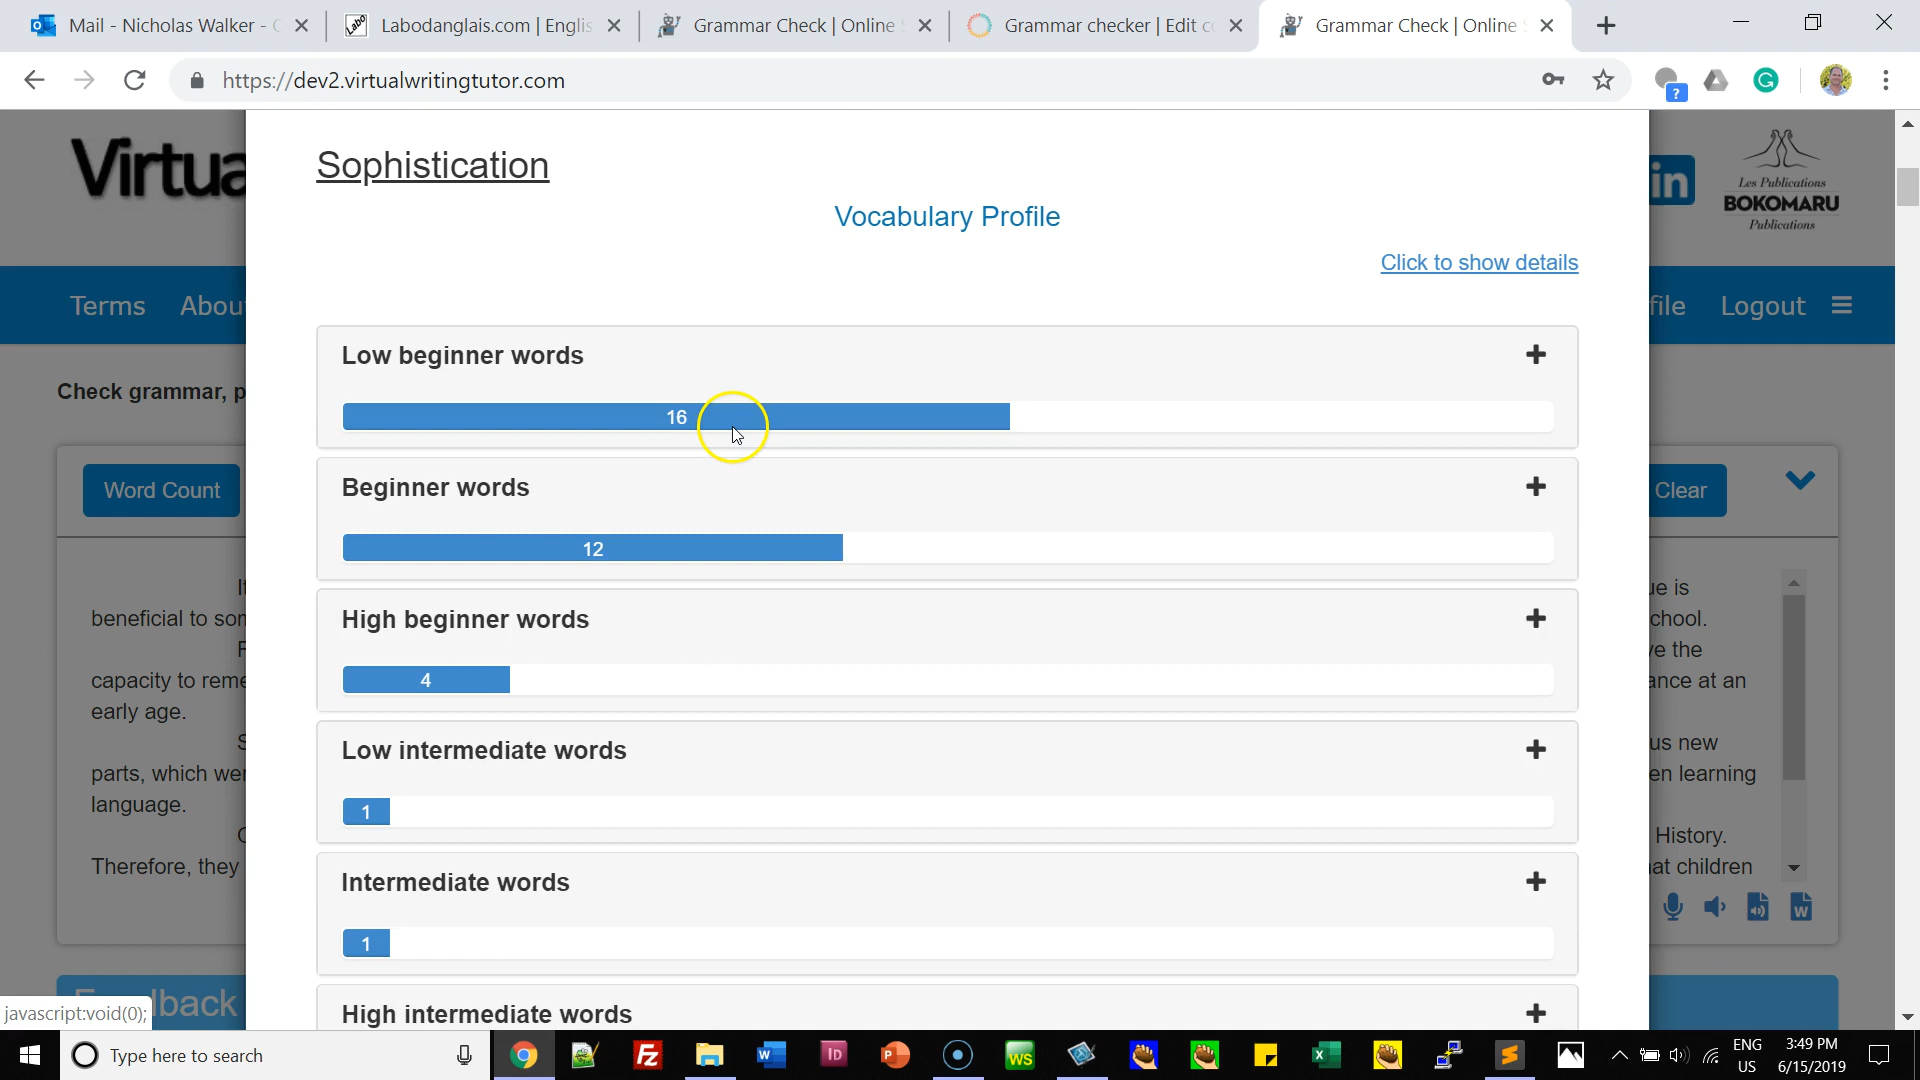 Mail - Nicholas Walker - C
Labodanglais.com | Englis
Grammar Check | Online S
Grammar checker | Edit co
Grammar Check | Online S
https://dev2.virtualwritingtutor.com
Virtua
Sophistication
Vocabulary Profile
Click to show details
in
Les Publications
BOKOMARU
Publications
Terms
Abou
file
Logout
Check grammar, p
Low beginner words
16
Word Count
Clear
Beginner words
12
High beginner words
4
Low intermediate words
1
Intermediate words
1
High intermediate words
It
ue is
beneficial to son
chool.
F
ve the
capacity to reme
ance at an
early age.
S
us new
parts, which wer
en learning
language.
C
History.
Therefore, they
at children
javascript:void(0);
Type here to search
ENG
US
3:49 PM
6/15/2019